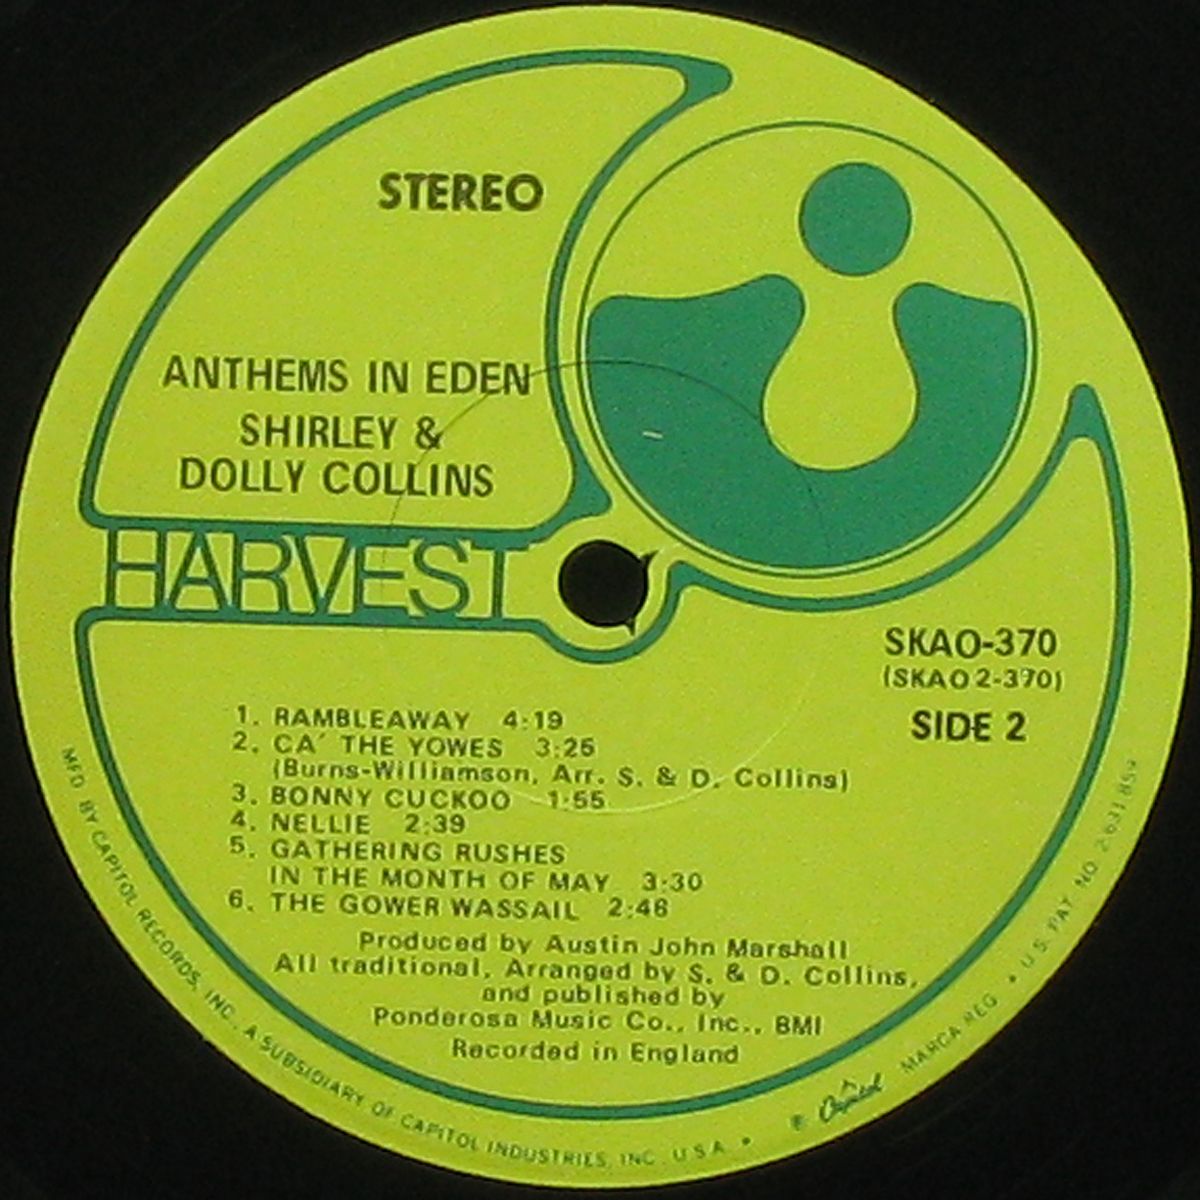 STEREO
ANTHEMS IN EDEN
SHIRLEY &
DOLLY COLLINS
HARVEST
SKAO-370
(SKAO 2-370)
SIDE 2
1. RAMBLEAWAY 4:19
2. CA´ THE YOWES 3:25
(Burns-Williamson, Arr. S. & D. Collins)
3. BONNY CUCKOO 1:55
4. NELLIE 2:39
5. GATHERING RUSHES
IN THE MONTH OF MAY 3:30
6. THE GOWER WASSAIL 2:46
Produced by Austin John Marshall
All traditional, Arranged by S. & D. Collins,
and published by
Ponderosa Music Co., Inc., BMI
Recorded in England
MFD. BY CAPITOL RECORDS, INC., A SUBSIDIARY OF CAPITOL INDUSTRIES, INC., U.S.A. • ® Capitol MARCA REG. • U.S. PAT. NO. 2,631,859